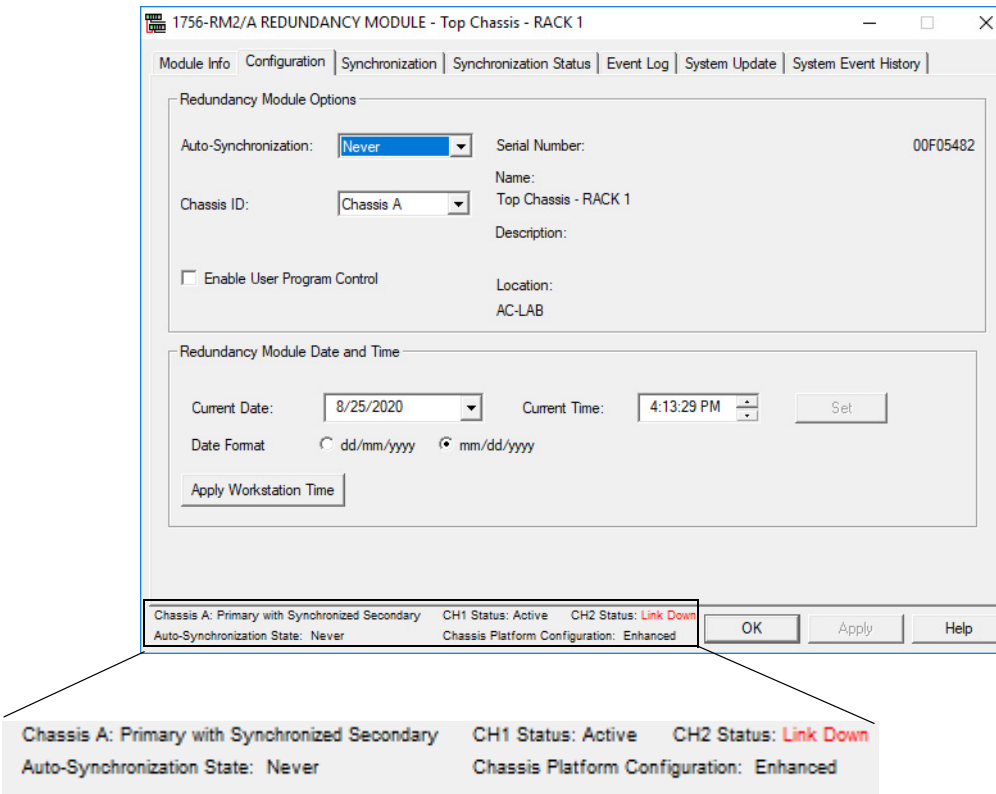 1756-RM2/A REDUNDANCY MODULE - Top Chassis - RACK 1
Module Info Configuration Synchronization Synchronization Status Event Log System Update System Event History
Redundancy Module Options
Auto-Synchronization: Never Serial Number: 00F05482
Name:
Chassis ID: Chassis A Top Chassis - RACK 1
Description:
Enable User Program Control
Location:
AC-LAB
Redundancy Module Date and Time
Current Date: 8/25/2020 Current Time: 4:13:29 PM Set
Date Format dd/mm/yyyy mm/dd/yyyy
Apply Workstation Time
Chassis A: Primary with Synchronized Secondary CH1 Status: Active CH2 Status: Link Down
Auto-Synchronization State: Never Chassis Platform Configuration: Enhanced
OK Apply Help
Chassis A: Primary with Synchronized Secondary CH1 Status: Active CH2 Status: Link Down
Auto-Synchronization State: Never Chassis Platform Configuration: Enhanced